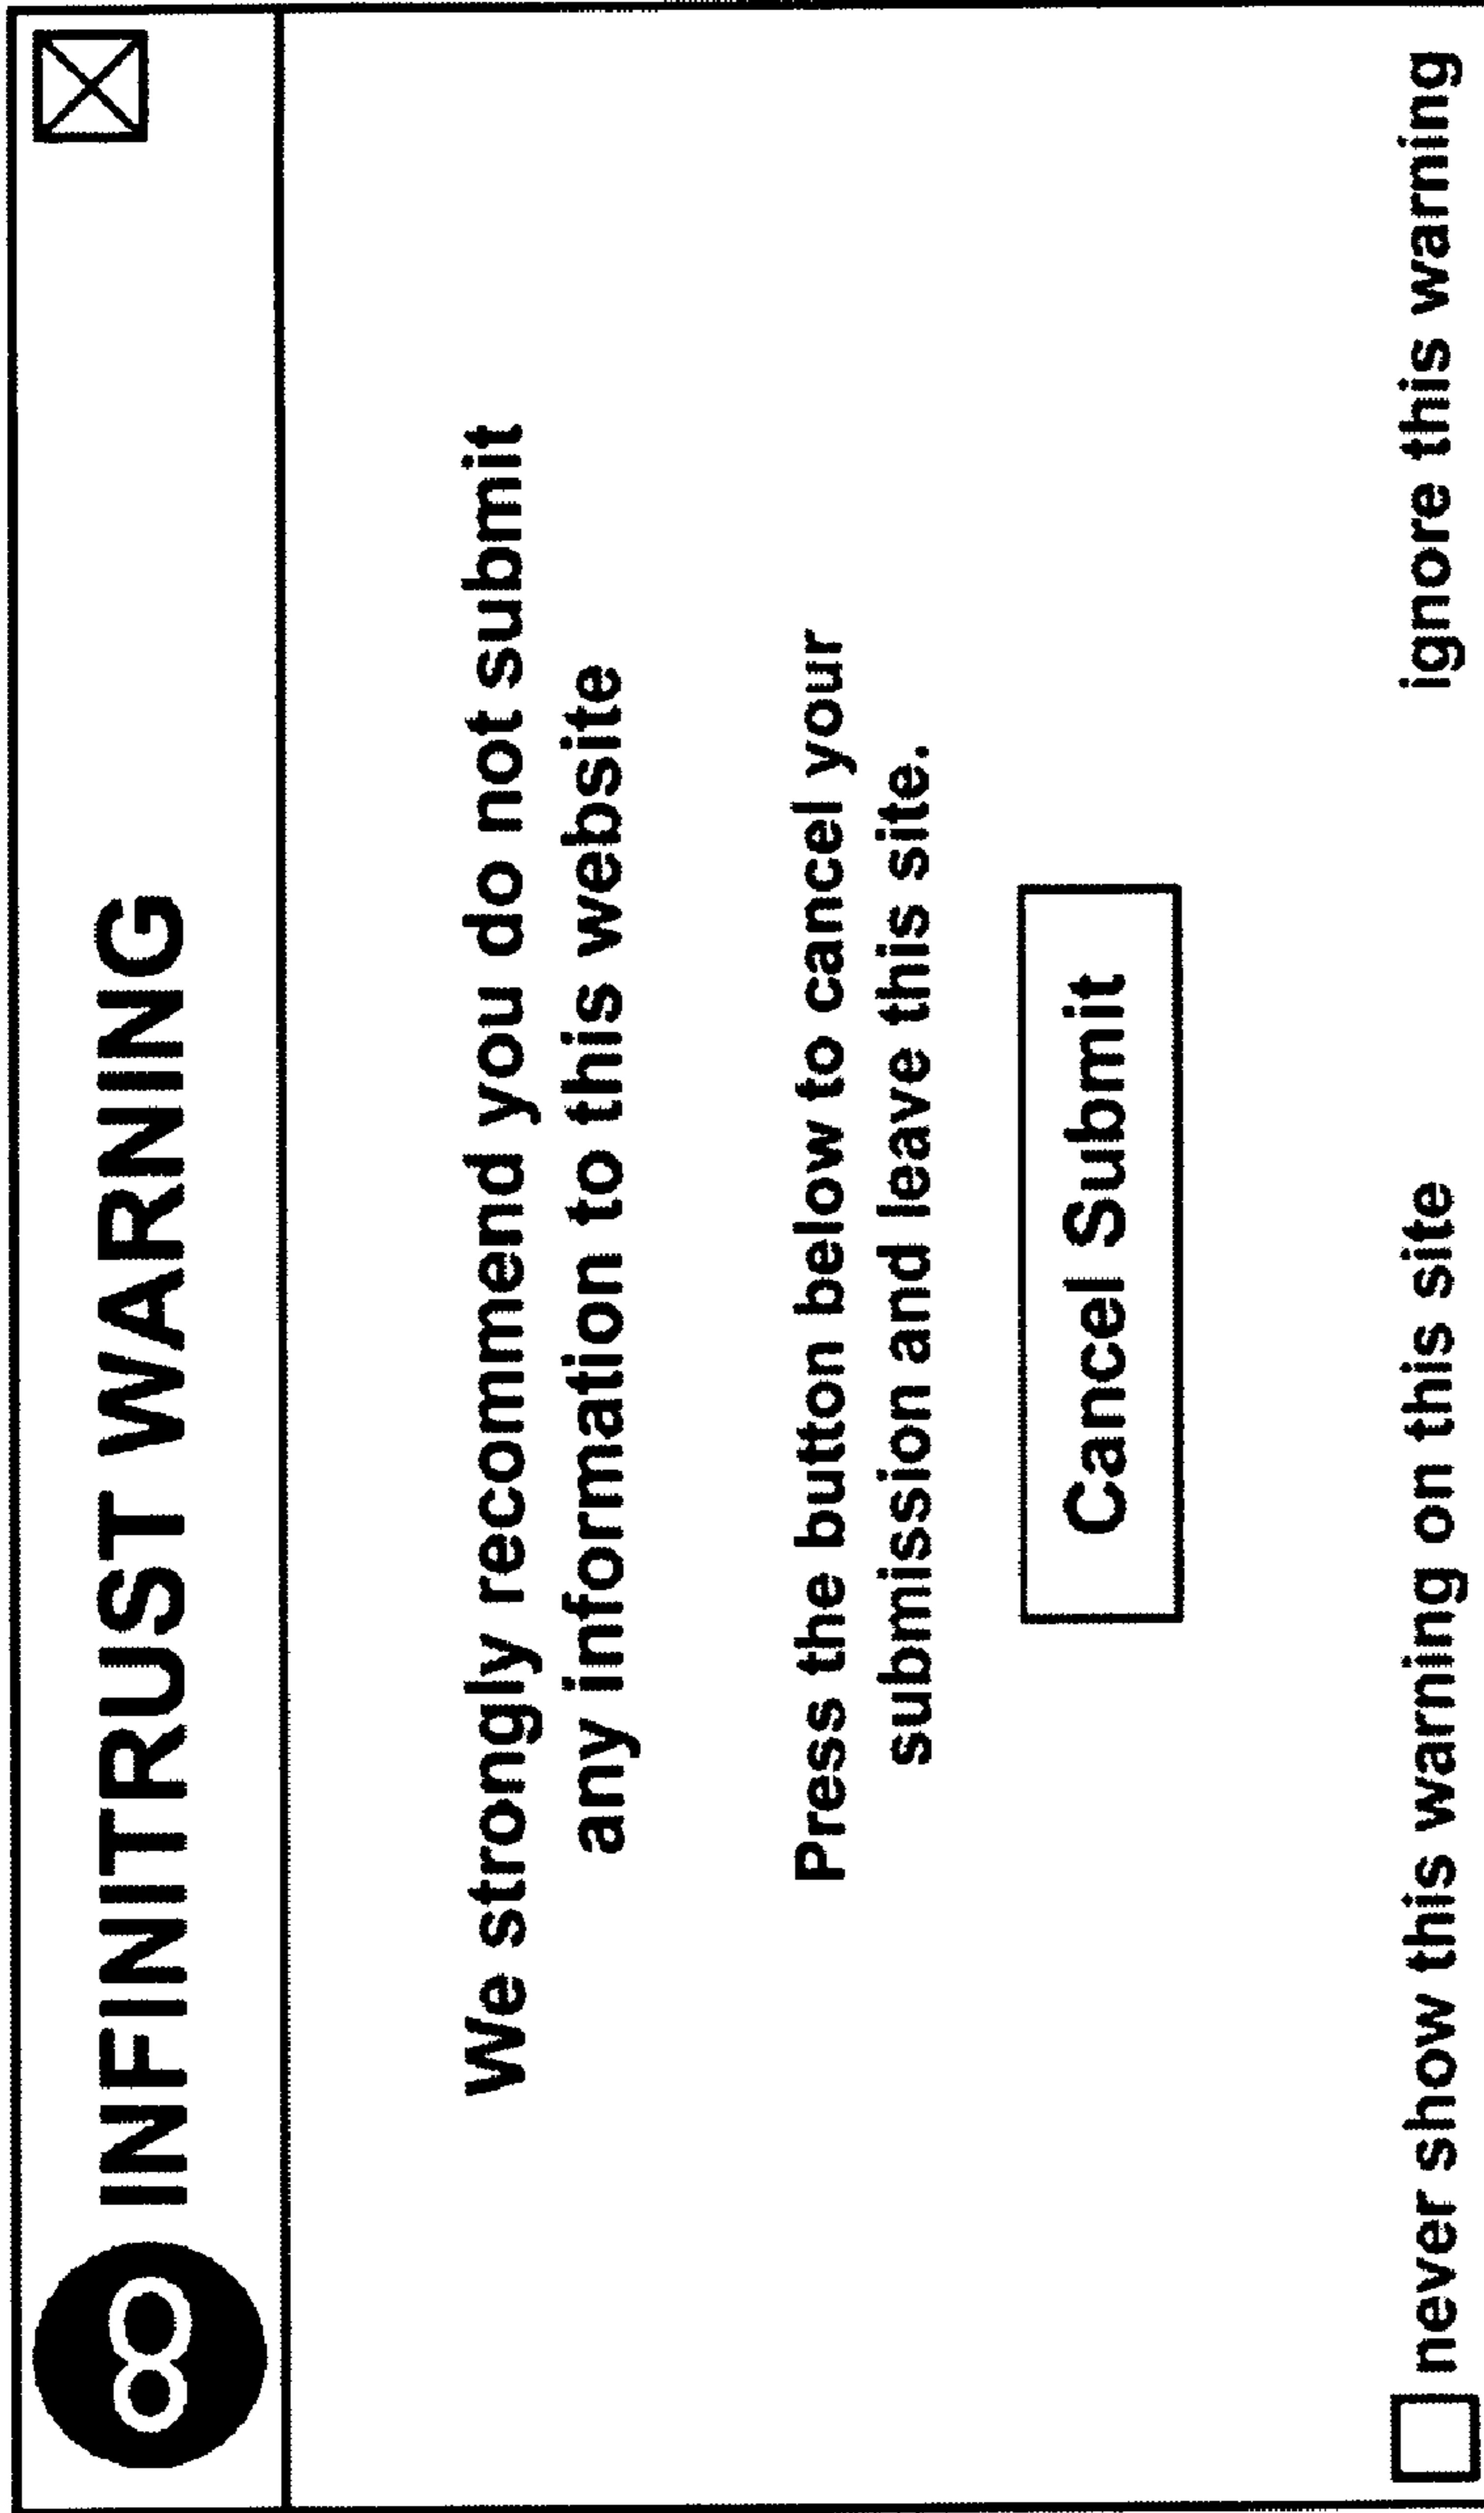 INFINITRUST WARNING
We strongly recommend you do not submit
any information to this website
Press the button below to cancel your
submission and leave this site.
Cancel Submit
never show this warning on this site
ignore this warning